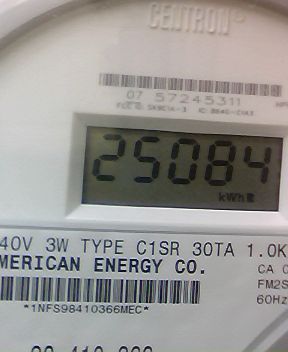 CENTRON®
07 57245311
25084
kWh
40V 3W TYPE C1SR 30TA 1.0K
MERICAN ENERGY CO.
CA 0
FM2S
60Hz
*1NFS98410366MEC*